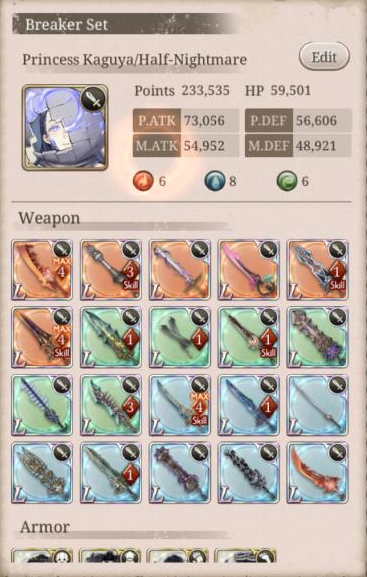 Breaker Set
Princess Kaguya/Half-Nightmare
Edit
Points 233,535 HP 59,501
P.ATK 73,056 P.DEF 56,606
M.ATK 54,952 M.DEF 48,921
6 8 6
Weapon
L MAX 4 L 3 Skill L L L 1 Skill
L MAX 4 Skill L 1 L 1 L 1 Skill L
L L 3 L MAX 4 Skill L 1 L
L L 1 L L L
Armor